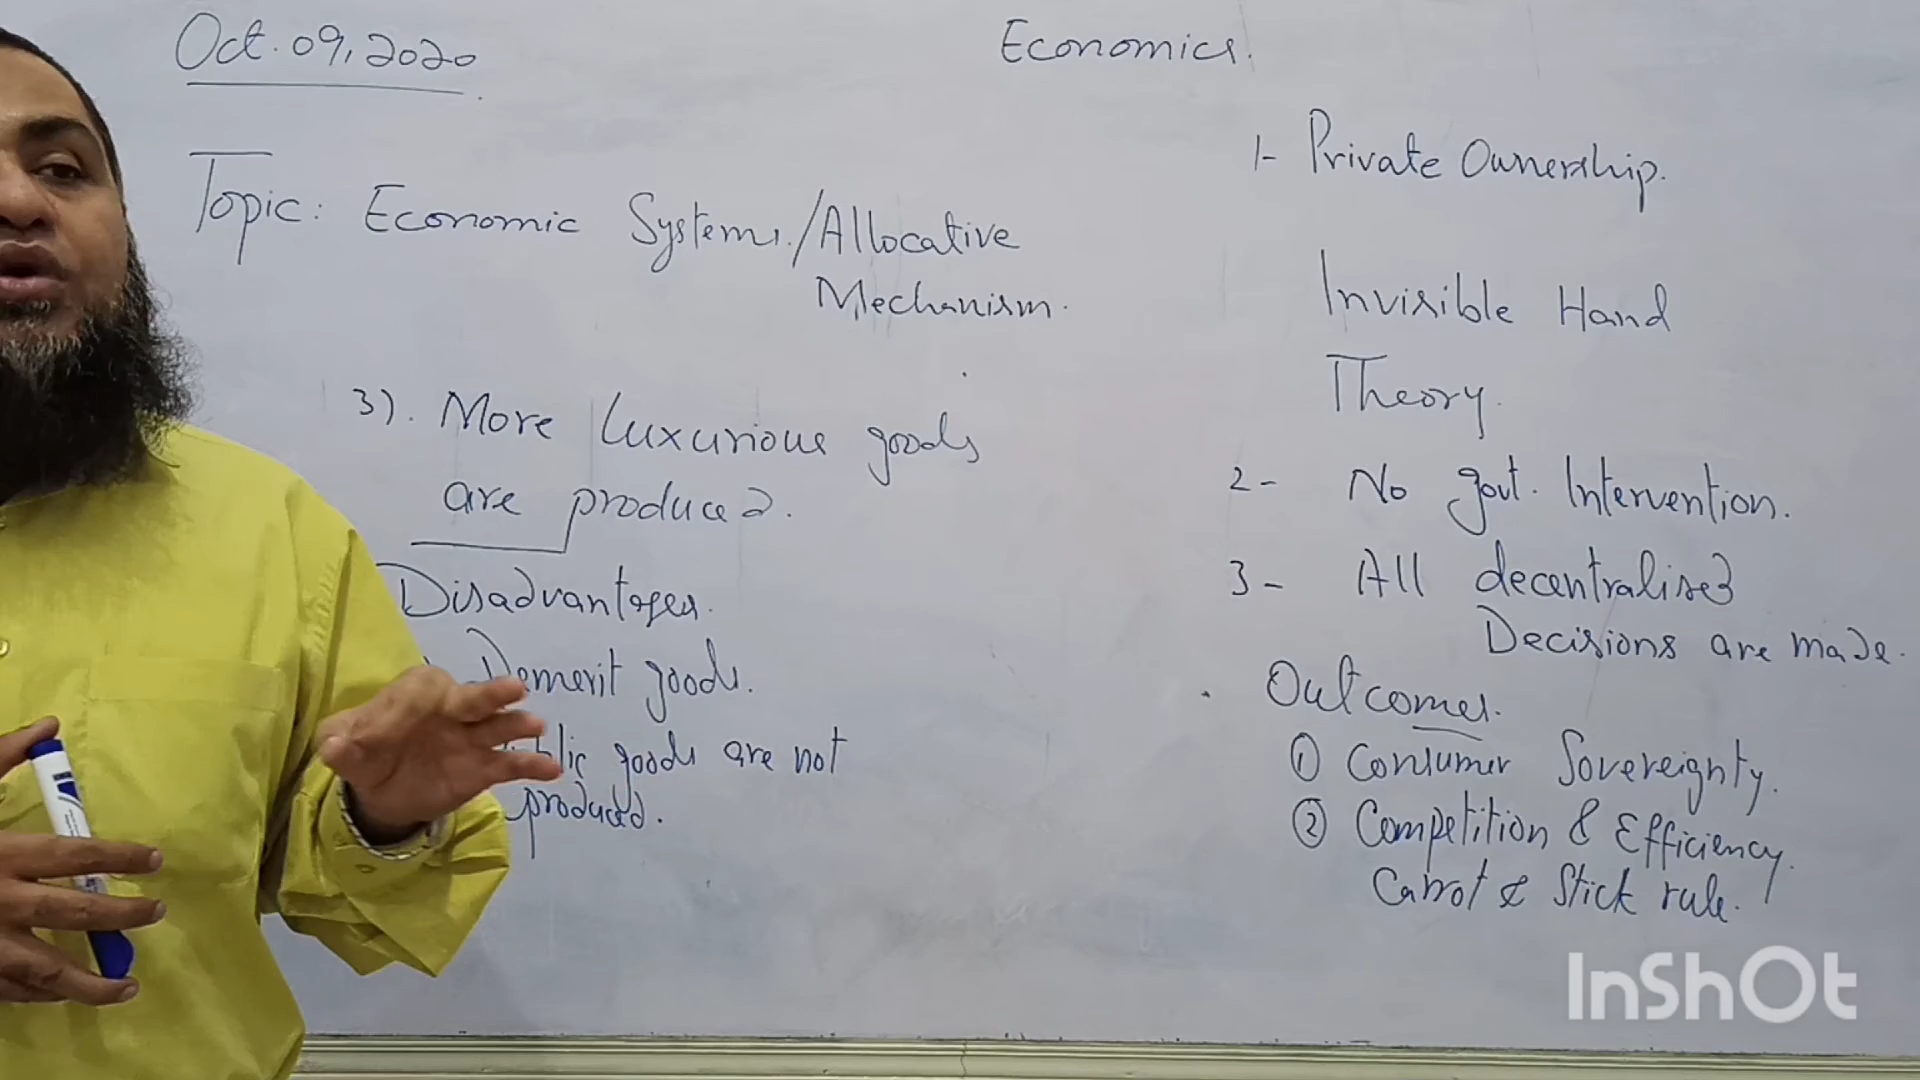 Oct. 09, 2020
Economics.
Topic: Economic Systems./Allocative
Mechanism.
3). More luxurious goods
are produced.
Disadvantages.
Demerit goods.
goods are not
produced.
1- Private Ownership.
Invisible Hand
Theory.
2- No govt. Intervention.
3- All decentralised
Decisions are made.
Outcomes.
① Consumer Sovereignty.
② Competition & Efficiency.
Carrot & Stick rule.
InShOt